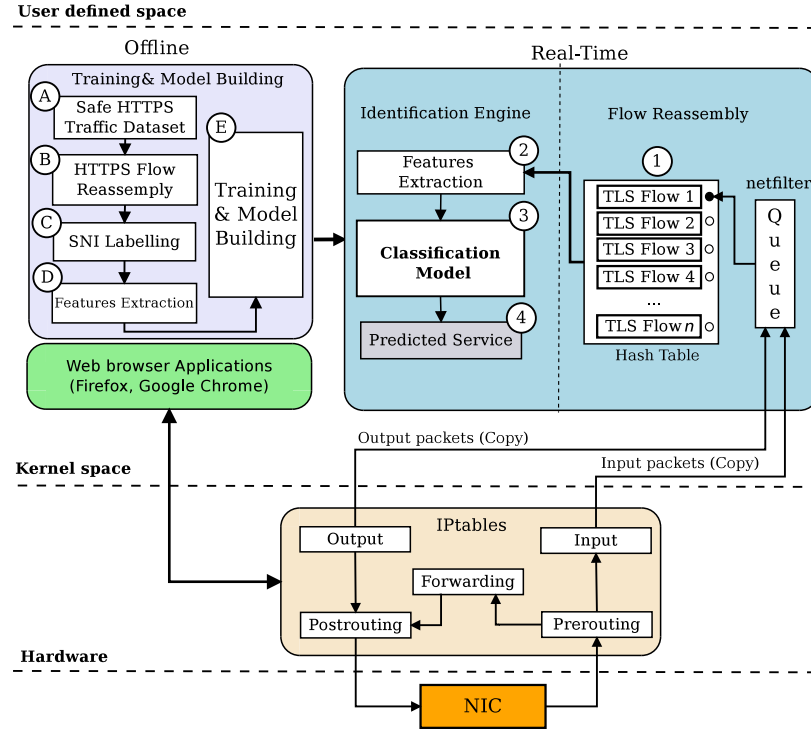 User defined space
Offline
Real-Time
Training& Model Building
A
Safe HTTPS
Traffic Dataset
B
HTTPS Flow
Reassemply
C
SNI Labelling
D
Features Extraction
E
Training
& Model
Building
Identification Engine
2
Features
Extraction
3
Classification
Model
4
Predicted Service
Flow Reassembly
1
TLS Flow 1
TLS Flow 2
TLS Flow 3
TLS Flow 4
...
TLS Flow n
Hash Table
netfilter
Queue
Web browser Applications
(Firefox, Google Chrome)
Output packets (Copy)
Input packets (Copy)
Kernel space
IPtables
Output
Input
Forwarding
Postrouting
Prerouting
Hardware
NIC